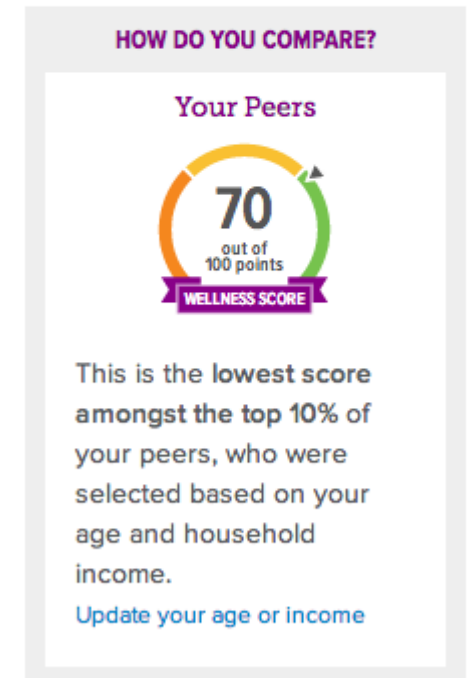 HOW DO YOU COMPARE?
Your Peers
70
out of
100 points
WELLNESS SCORE
This is the lowest score
amongst the top 10% of
your peers, who were
selected based on your
age and household
income.
Update your age or income